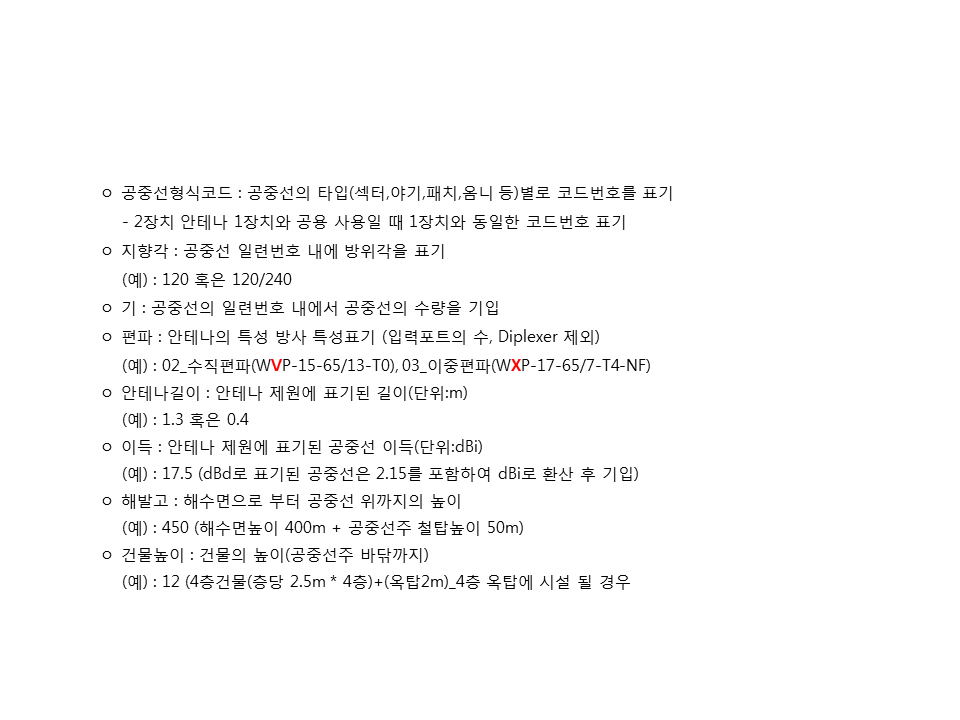 ㅇ 공중선형식코드 : 공중선의 타입(섹터,야기,패치,옴니 등)별로 코드번호를 표기
- 2장치 안테나 1장치와 공용 사용일 때 1장치와 동일한 코드번호 표기
ㅇ 지향각 : 공중선 일련번호 내에 방위각을 표기
(예) : 120 혹은 120/240
ㅇ 기 : 공중선의 일련번호 내에서 공중선의 수량을 기입
ㅇ 편파 : 안테나의 특성 방사 특성표기 (입력포트의 수, Diplexer 제외)
(예) : 02_수직편파(WVP-15-65/13-T0), 03_이중편파(WXP-17-65/7-T4-NF)
ㅇ 안테나길이 : 안테나 제원에 표기된 길이(단위:m)
(예) : 1.3 혹은 0.4
ㅇ 이득 : 안테나 제원에 표기된 공중선 이득(단위:dBi)
(예) : 17.5 (dBd로 표기된 공중선은 2.15를 포함하여 dBi로 환산 후 기입)
ㅇ 해발고 : 해수면으로 부터 공중선 위까지의 높이
(예) : 450 (해수면높이 400m + 공중선주 철탑높이 50m)
ㅇ 건물높이 : 건물의 높이(공중선주 바닦까지)
(예) : 12 (4층건물(층당 2.5m * 4층)+(옥탑2m)_4층 옥탑에 시설 될 경우